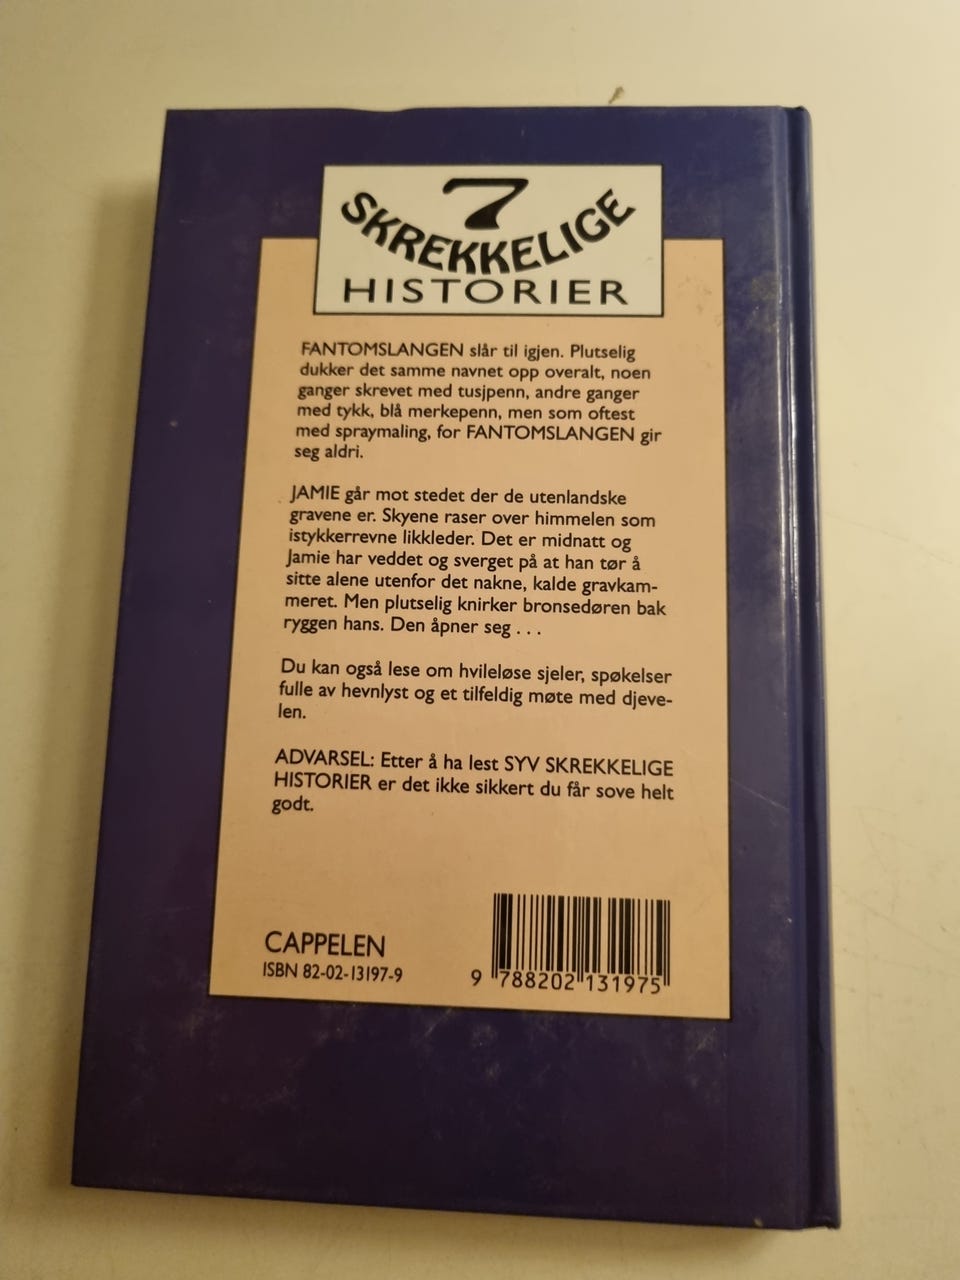 7
SKREKKELIGE
HISTORIER
FANTOMSLANGEN slår til igjen. Plutselig
dukker det samme navnet opp overalt, noen
ganger skrevet med tusjpenn, andre ganger
med tykk, blå merkepenn, men som oftest
med spraymaling, for FANTOMSLANGEN gir
seg aldri.
JAMIE går mot stedet der de utenlandske
gravene er. Skyene raser over himmelen som
istykkerrevne likkleder. Det er midnatt og
Jamie har veddet og sverget på at han tør å
sitte alene utenfor det nakne, kalde gravkam-
meret. Men plutselig knirker bronsedøren bak
ryggen hans. Den åpner seg . . .
Du kan også lese om hvileløse sjeler, spøkelser
fulle av hevnlyst og et tilfeldig møte med djeve-
len.
ADVARSEL: Etter å ha lest SYV SKREKKELIGE
HISTORIER er det ikke sikkert du får sove helt
godt.
CAPPELEN
ISBN 82-02-13197-9
9 788202 131975